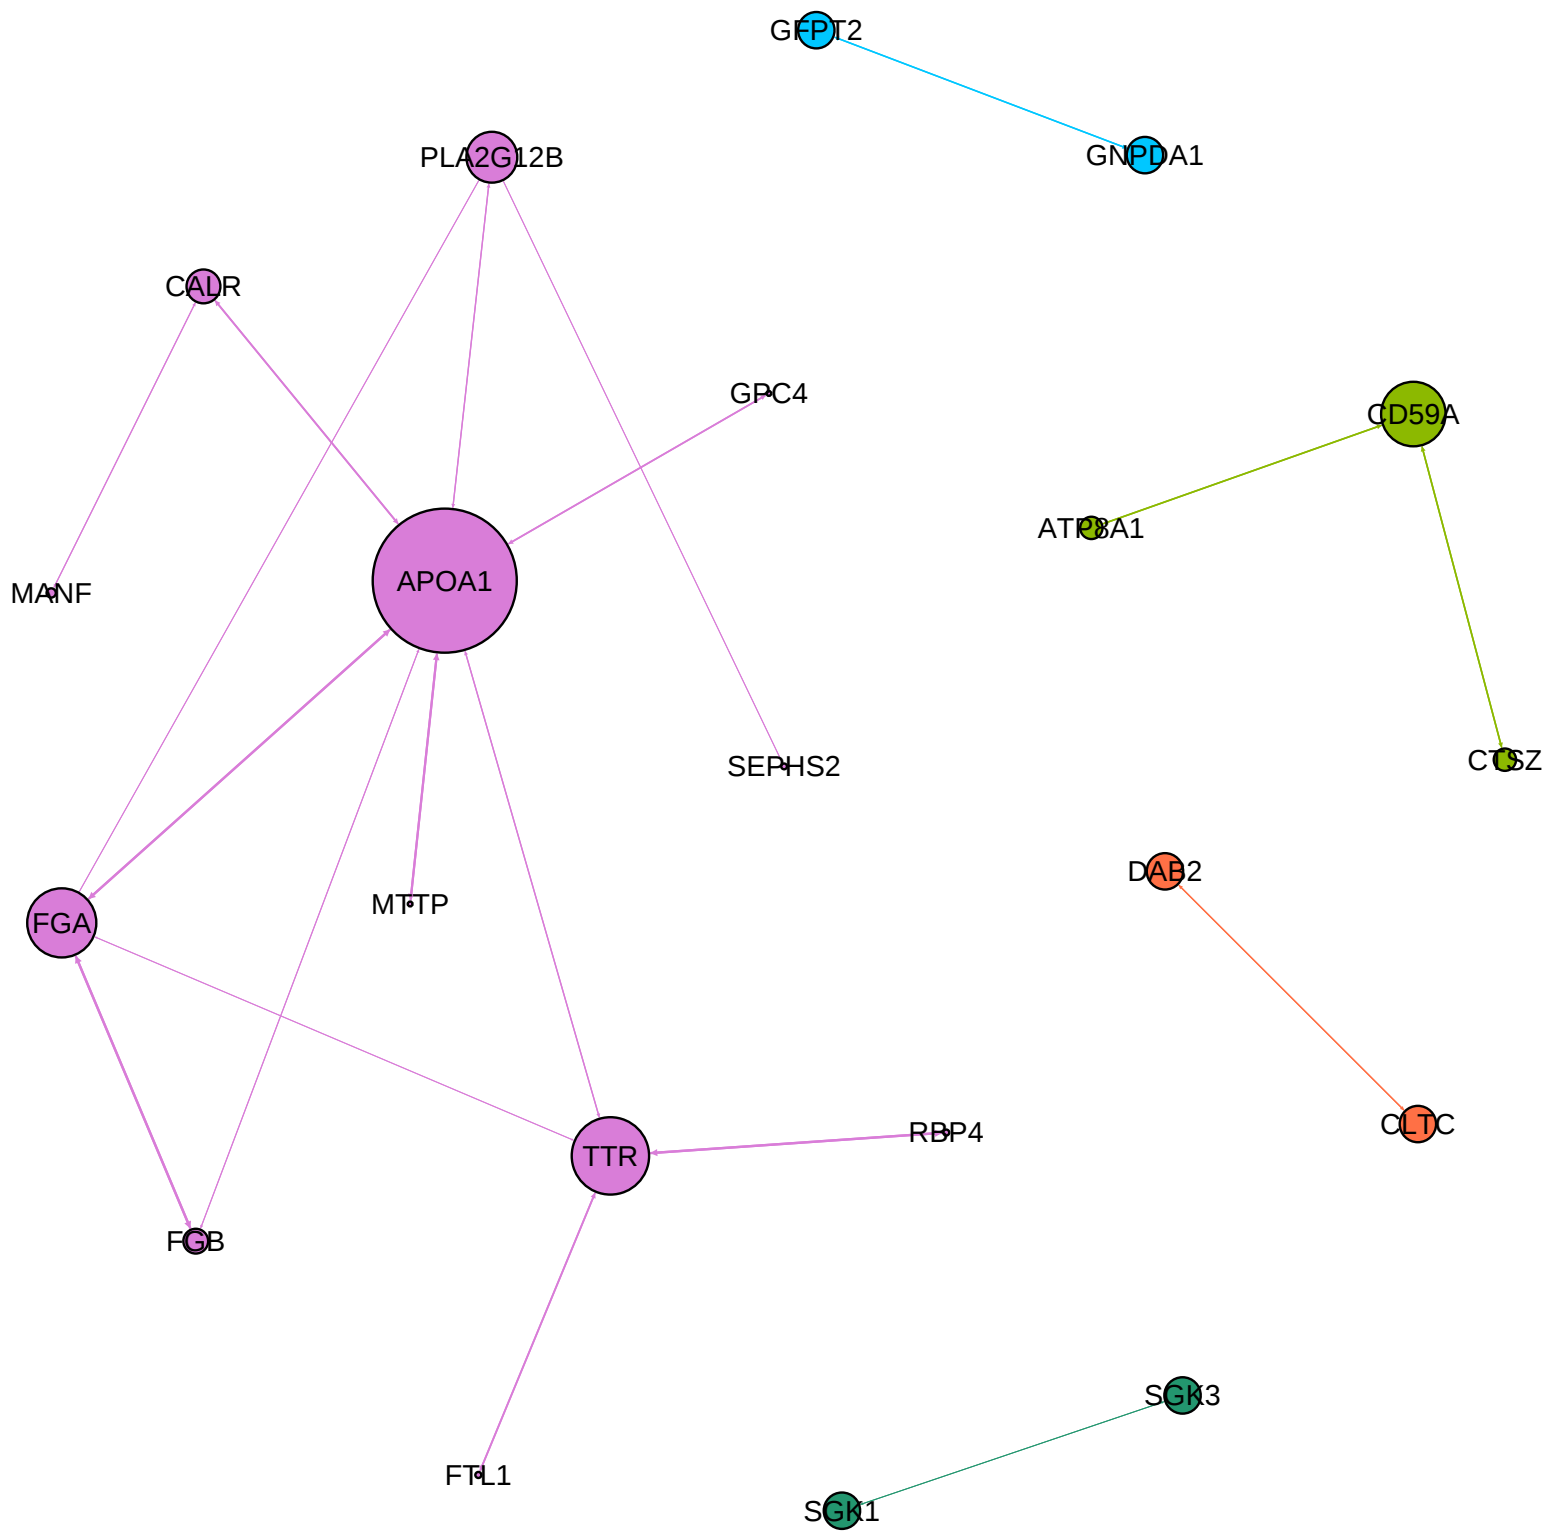 GFPT2
GNPDA1
PLA2G12B
CALR
GPC4
CD59A
ATP8A1
APOA1
MANF
CTSZ
SEPHS2
DAB2
MTTP
FGA
CLTC
RBP4
TTR
FGB
SGK3
FTL1
SGK1